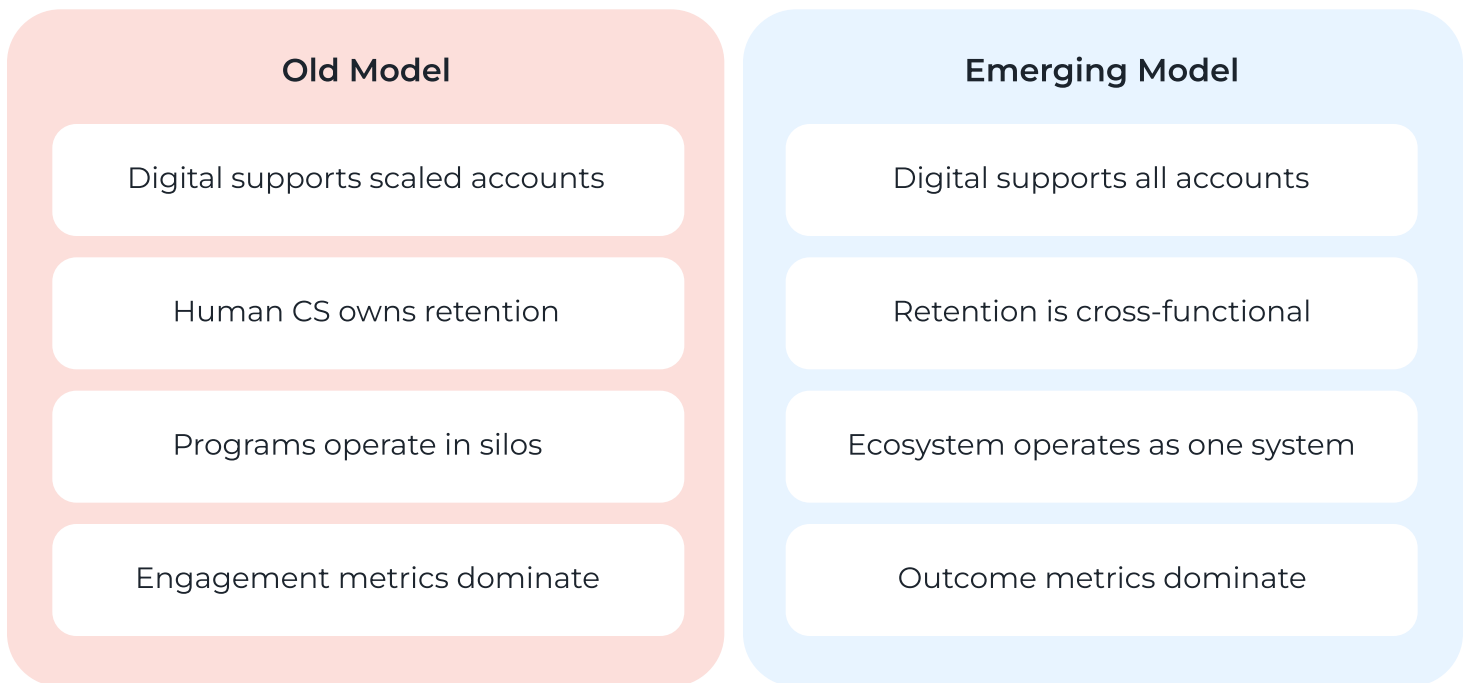 Old Model
Digital supports scaled accounts
Human CS owns retention
Programs operate in silos
Engagement metrics dominate
Emerging Model
Digital supports all accounts
Retention is cross-functional
Ecosystem operates as one system
Outcome metrics dominate